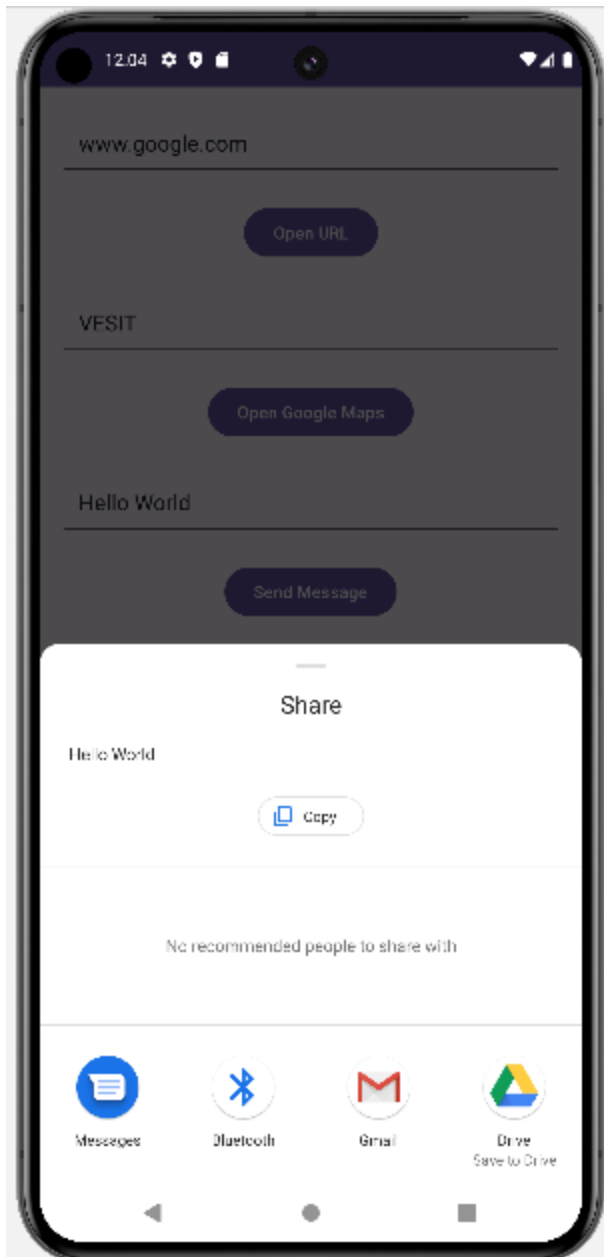 12:04
www.google.com
Open URL
VESIT
Open Google Maps
Hello World
Send Message
Share
Hello World
Copy
No recommended people to share with
Messages
Bluetooth
Gmail
Drive
Save to Drive